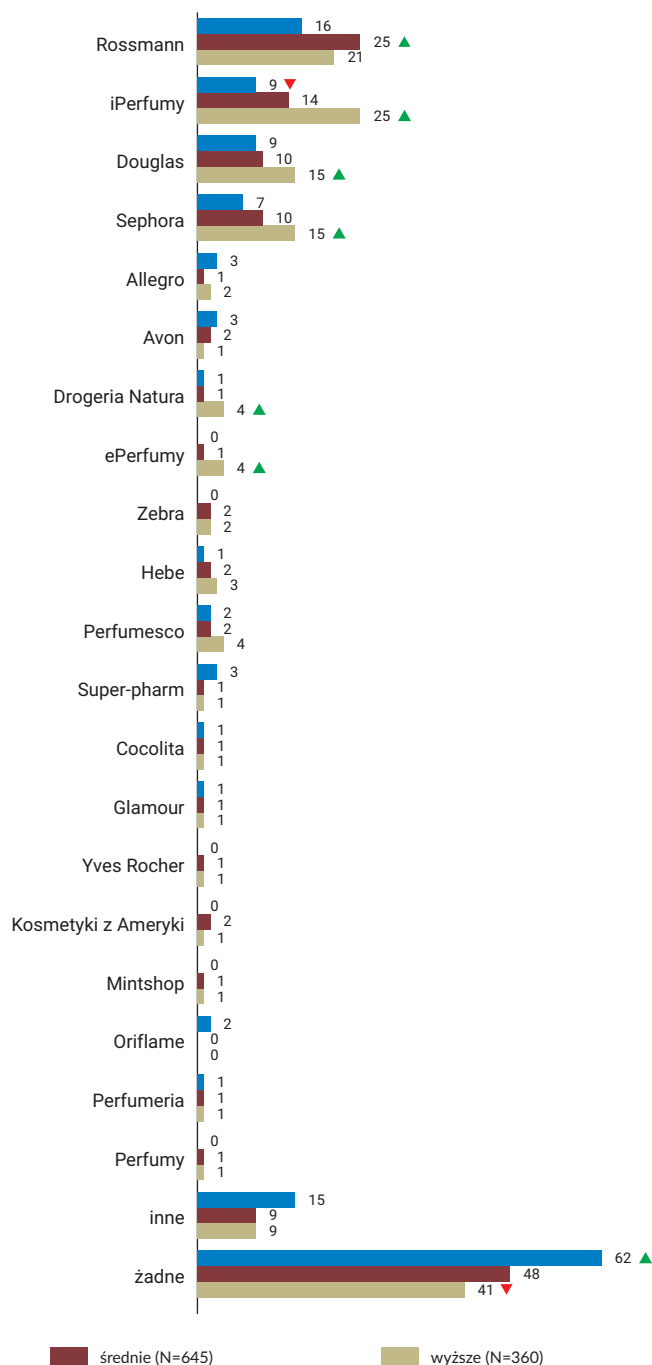 16
Rossmann 25 ▲
21
9 ▼
iPerfumy 14
25 ▲
9
Douglas 10
15 ▲
7
Sephora 10
15 ▲
3
Allegro 1
2
3
Avon 2
1
1
Drogeria Natura 1
4 ▲
0
ePerfumy 1
4 ▲
0
Zebra 2
2
1
Hebe 2
3
2
Perfumesco 2
4
3
Super-pharm 1
1
1
Cocolita 1
1
1
Glamour 1
1
0
Yves Rocher 1
1
0
Kosmetyki z Ameryki 2
1
0
Mintshop 1
1
2
Oriflame 0
0
1
Perfumeria 1
1
0
Perfumy 1
1
15
inne 9
9
62 ▲
żadne 48
41 ▼
średnie (N=645) wyższe (N=360)